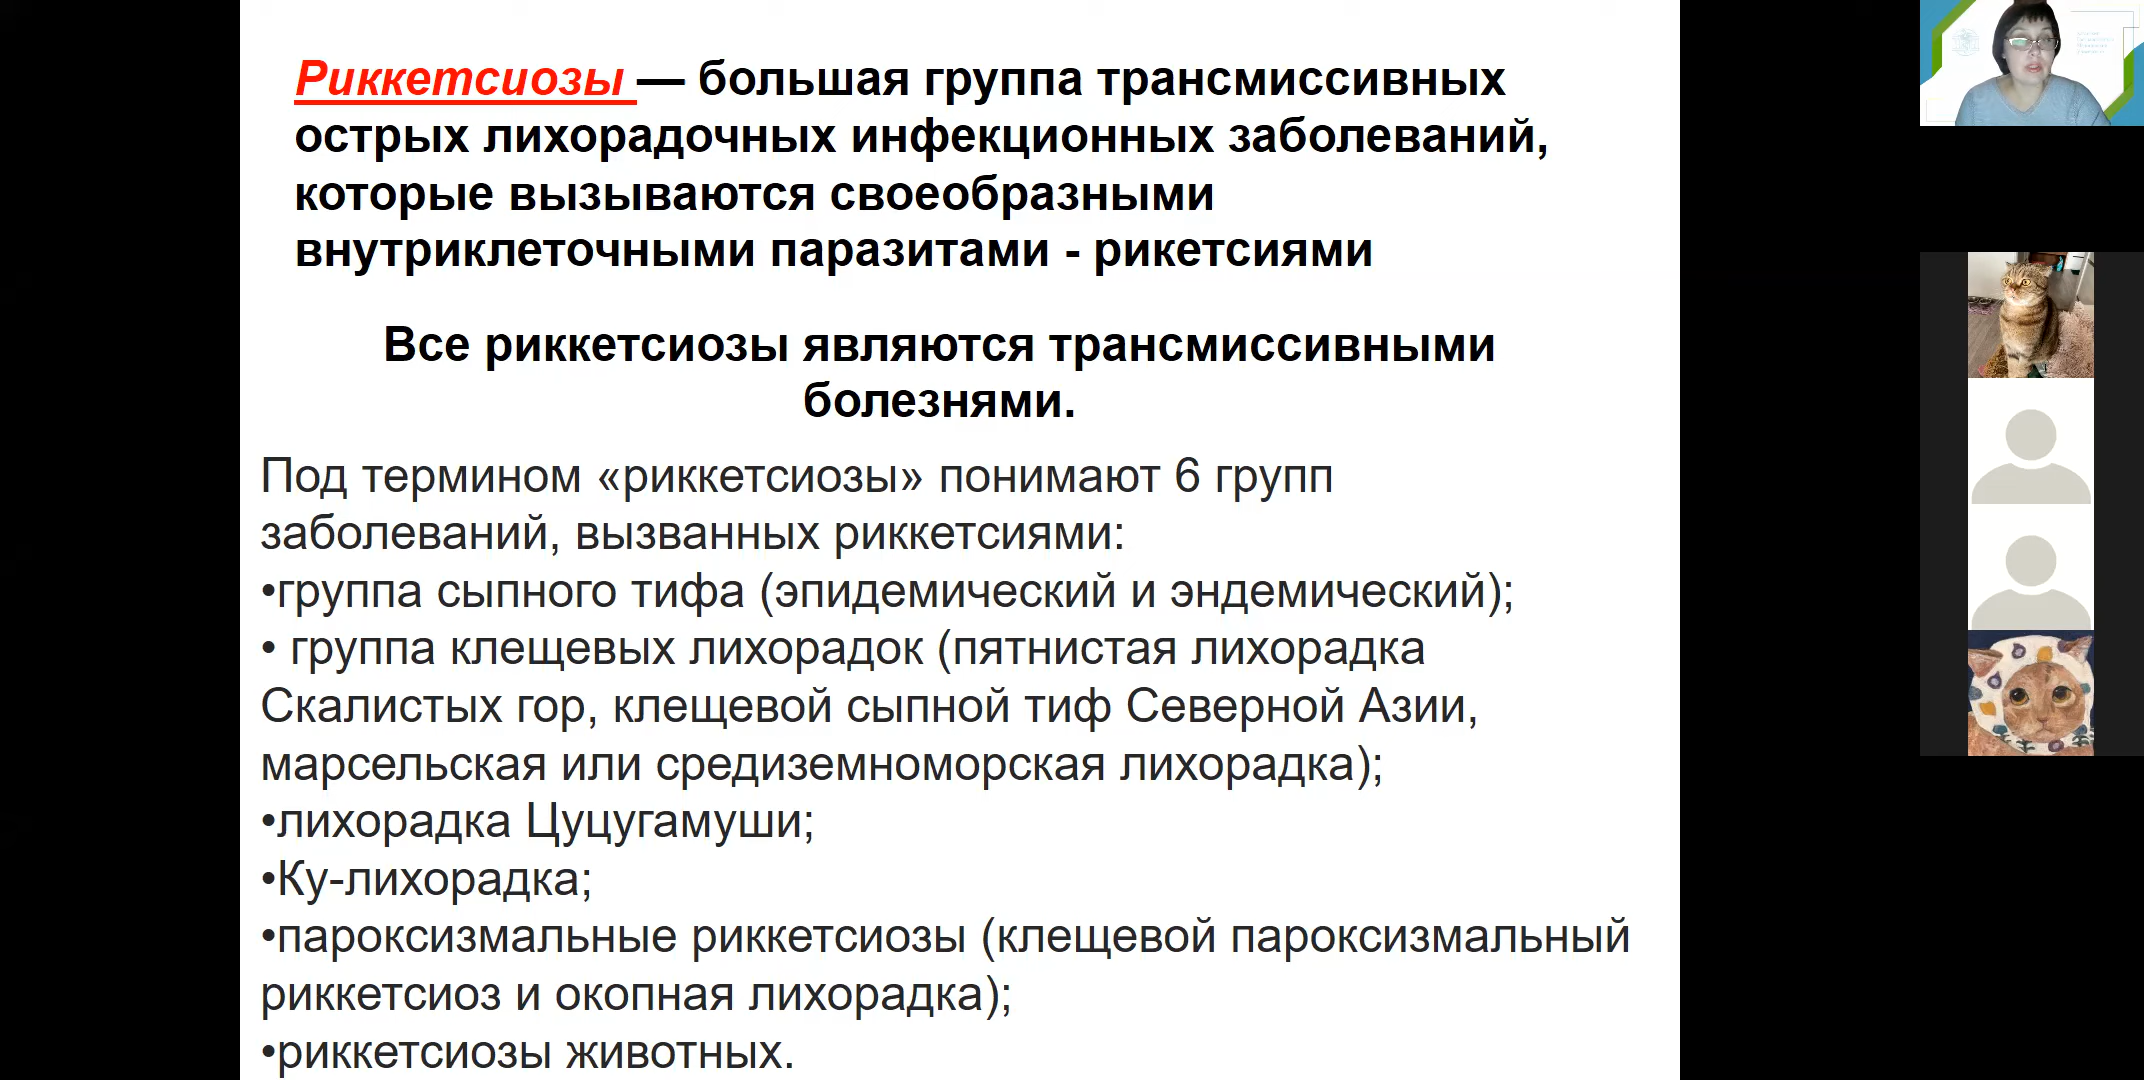 Риккетсиозы — большая группа трансмиссивных
острых лихорадочных инфекционных заболеваний,
которые вызываются своеобразными
внутриклеточными паразитами - рикетсиями
Все риккетсиозы являются трансмиссивными
болезнями.
Под термином «риккетсиозы» понимают 6 групп
заболеваний, вызванных риккетсиями:
•группа сыпного тифа (эпидемический и эндемический);
• группа клещевых лихорадок (пятнистая лихорадка
Скалистых гор, клещевой сыпной тиф Северной Азии,
марсельская или средиземноморская лихорадка);
•лихорадка Цуцугамуши;
•Ку-лихорадка;
•пароксизмальные риккетсиозы (клещевой пароксизмальный
риккетсиоз и окопная лихорадка);
•риккетсиозы животных.